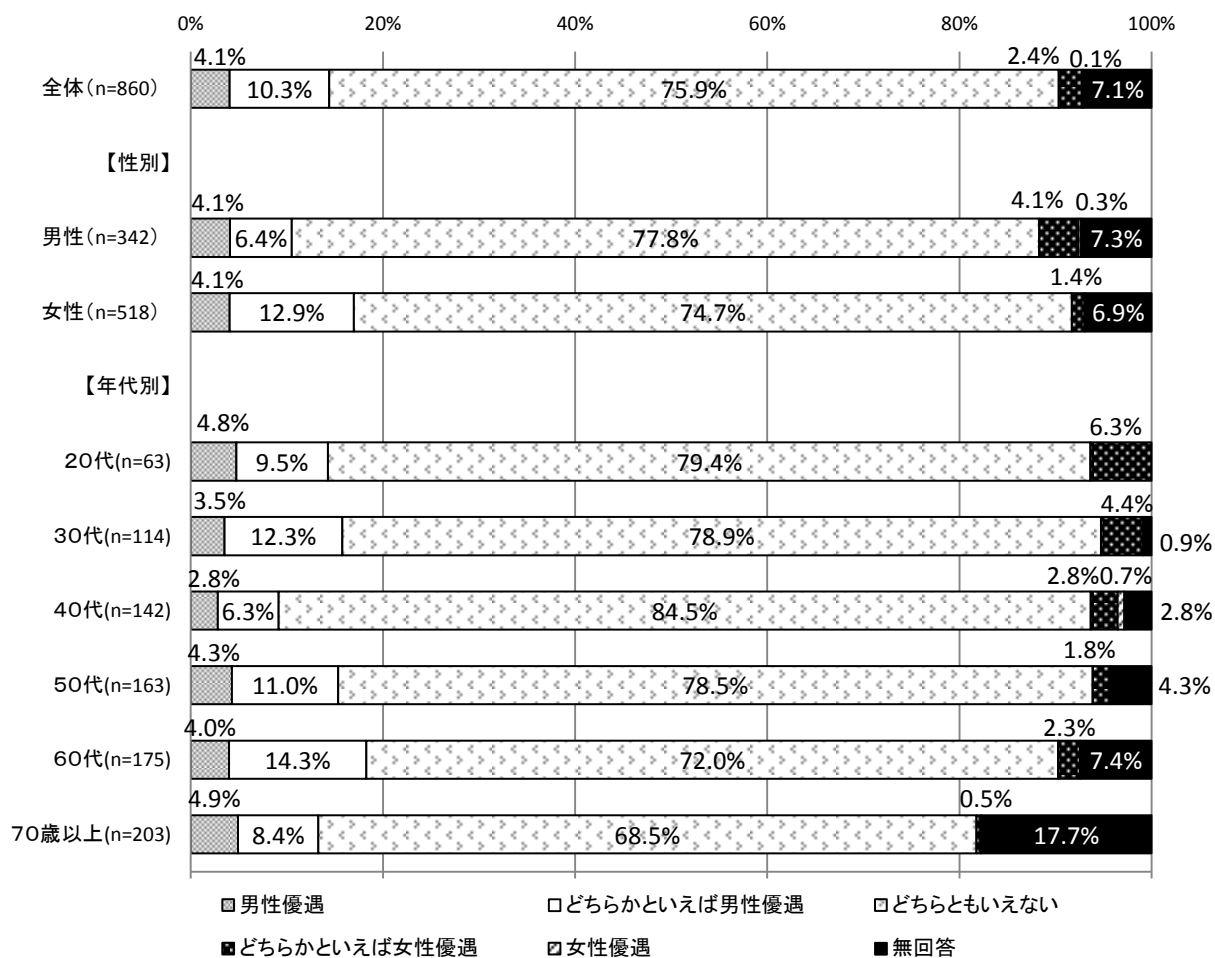 0% 20% 40% 60% 80% 100%
4.1% 2.4% 0.1%
全体（n=860） 10.3% 75.9% 7.1%
【性別】
4.1% 4.1% 0.3%
男性（n=342） 6.4% 77.8% 7.3%
4.1% 1.4%
女性（n=518） 12.9% 74.7% 6.9%
【年代別】
4.8% 6.3%
２０代(n=63) 9.5% 79.4%
3.5% 4.4%
３０代(n=114) 12.3% 78.9% 0.9%
2.8% 2.8% 0.7%
４０代(n=142) 6.3% 84.5% 2.8%
4.3% 1.8%
５０代(n=163) 11.0% 78.5% 4.3%
4.0% 2.3%
６０代(n=175) 14.3% 72.0% 7.4%
4.9% 0.5%
７０歳以上(n=203) 8.4% 68.5% 17.7%
男性優遇 どちらかといえば男性優遇 どちらともいえない
どちらかといえば女性優遇 女性優遇 無回答